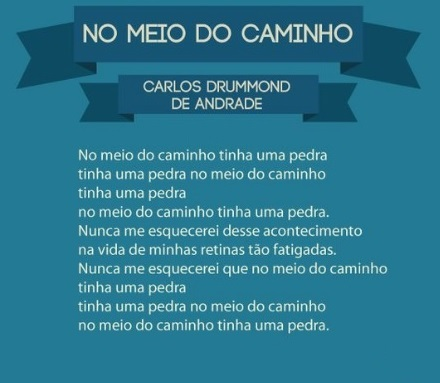 NO MEIO DO CAMINHO
CARLOS DRUMMOND
DE ANDRADE
No meio do caminho tinha uma pedra
tinha uma pedra no meio do caminho
tinha uma pedra
no meio do caminho tinha uma pedra.
Nunca me esquecerei desse acontecimento
na vida de minhas retinas tão fatigadas.
Nunca me esquecerei que no meio do caminho
tinha uma pedra
tinha uma pedra no meio do caminho
no meio do caminho tinha uma pedra.